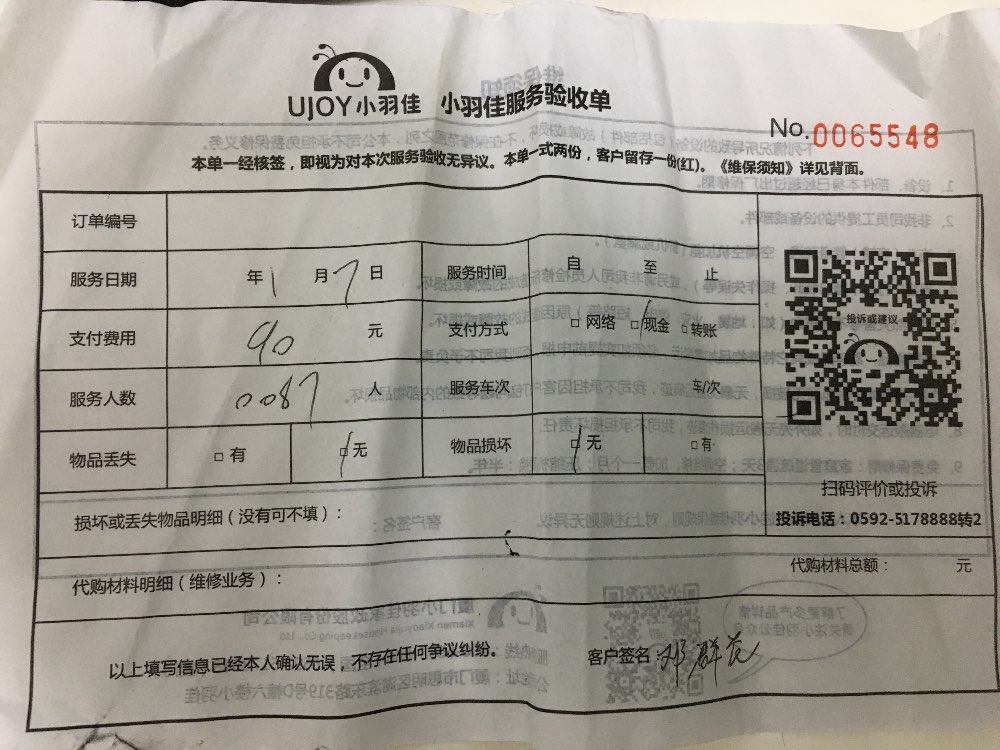 UJOY小羽佳 小羽佳服务验收单
No.0065548
本单一经核签，即视为对本次服务验收无异议。本单一式两份，客户留存一份(红)。《维保须知》详见背面。
订单编号
服务日期 年1月7日 服务时间 自 至 止
支付费用 90 元 支付方式 □网络 □现金 □转账
投诉或建议
服务人数 0087 人 服务车次 车/次
物品丢失 □有 □无 物品损坏 □无 □有
扫码评价或投诉
损坏或丢失物品明细（没有可不填）：
投诉电话：0592-5178888转2
代购材料明细（维修业务）：
代购材料总额： 元
以上填写信息已经本人确认无误，不存在任何争议纠纷。
客户签名 邓群花